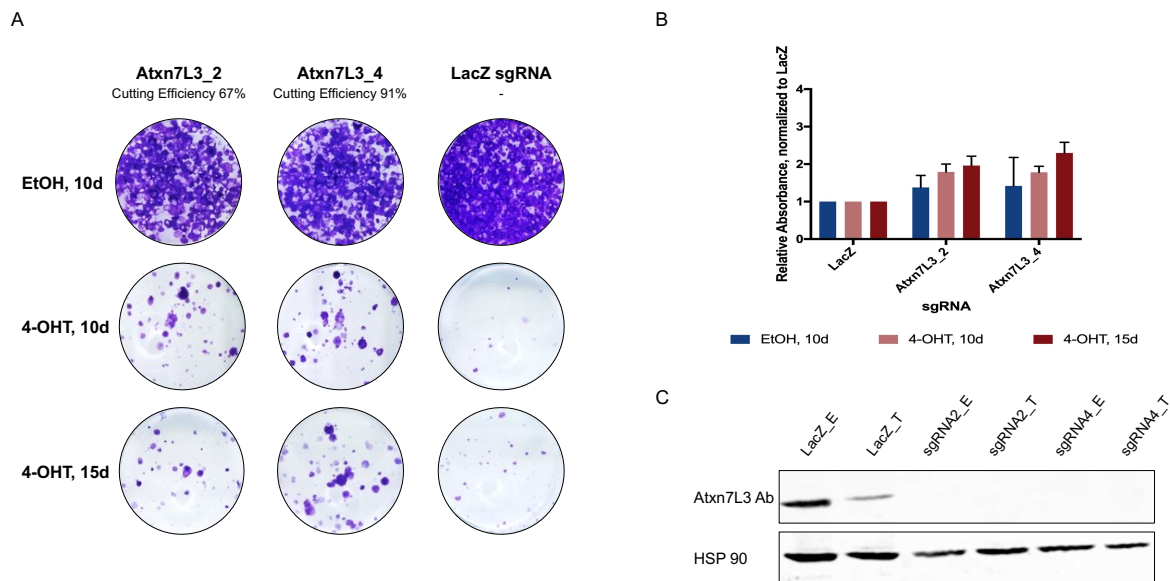 A
Atxn7L3_2
Cutting Efficiency 67%
Atxn7L3_4
Cutting Efficiency 91%
LacZ sgRNA
-
EtOH, 10d
4-OHT, 10d
4-OHT, 15d
B
Relative Absorbance, normalized to LacZ
4
3
2
1
0
LacZ
Atxn7L3_2
Atxn7L3_4
sgRNA
EtOH, 10d
4-OHT, 10d
4-OHT, 15d
C
LacZ_E
LacZ_T
sgRNA2_E
sgRNA2_T
sgRNA4_E
sgRNA4_T
Atxn7L3 Ab
HSP 90